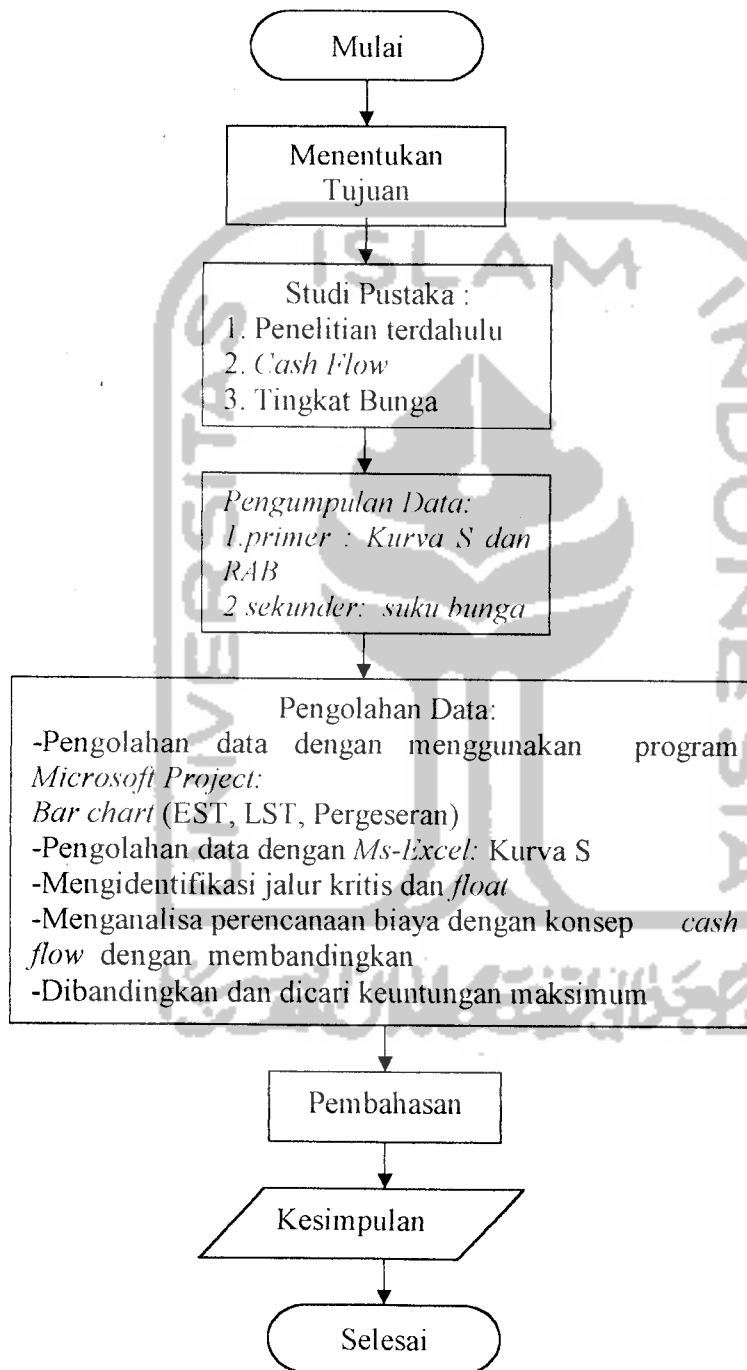 Mulai
Menentukan
Tujuan
ISLAM
UNIVERSITAS
INDONESIA
Studi Pustaka :
1. Penelitian terdahulu
2. Cash Flow
3. Tingkat Bunga
Pengumpulan Data:
1.primer : Kurva S dan
RAB
2 sekunder: suku bunga
Pengolahan Data:
-Pengolahan data dengan menggunakan program
Microsoft Project:
Bar chart (EST, LST, Pergeseran)
-Pengolahan data dengan Ms-Excel: Kurva S
-Mengidentifikasi jalur kritis dan float
-Menganalisa perencanaan biaya dengan konsep cash
flow dengan membandingkan
-Dibandingkan dan dicari keuntungan maksimum
Pembahasan
Kesimpulan
Selesai